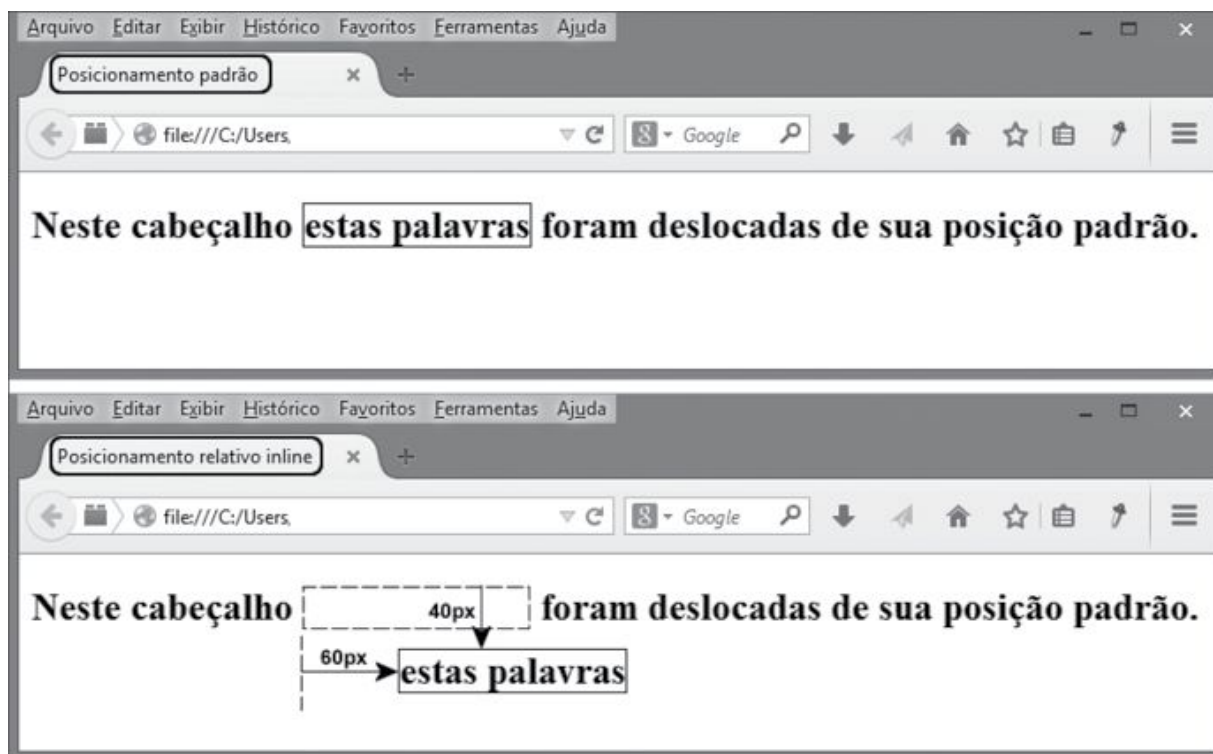 Arquivo Editar Exibir Histórico Favoritos Ferramentas Ajuda
Posicionamento padrão
file:///C:/Users,
8 Google
Neste cabeçalho estas palavras foram deslocadas de sua posição padrão.
Arquivo Editar Exibir Histórico Favoritos Ferramentas Ajuda
Posicionamento relativo inline
file:///C:/Users,
8 Google
Neste cabeçalho 40px foram deslocadas de sua posição padrão.
60px estas palavras